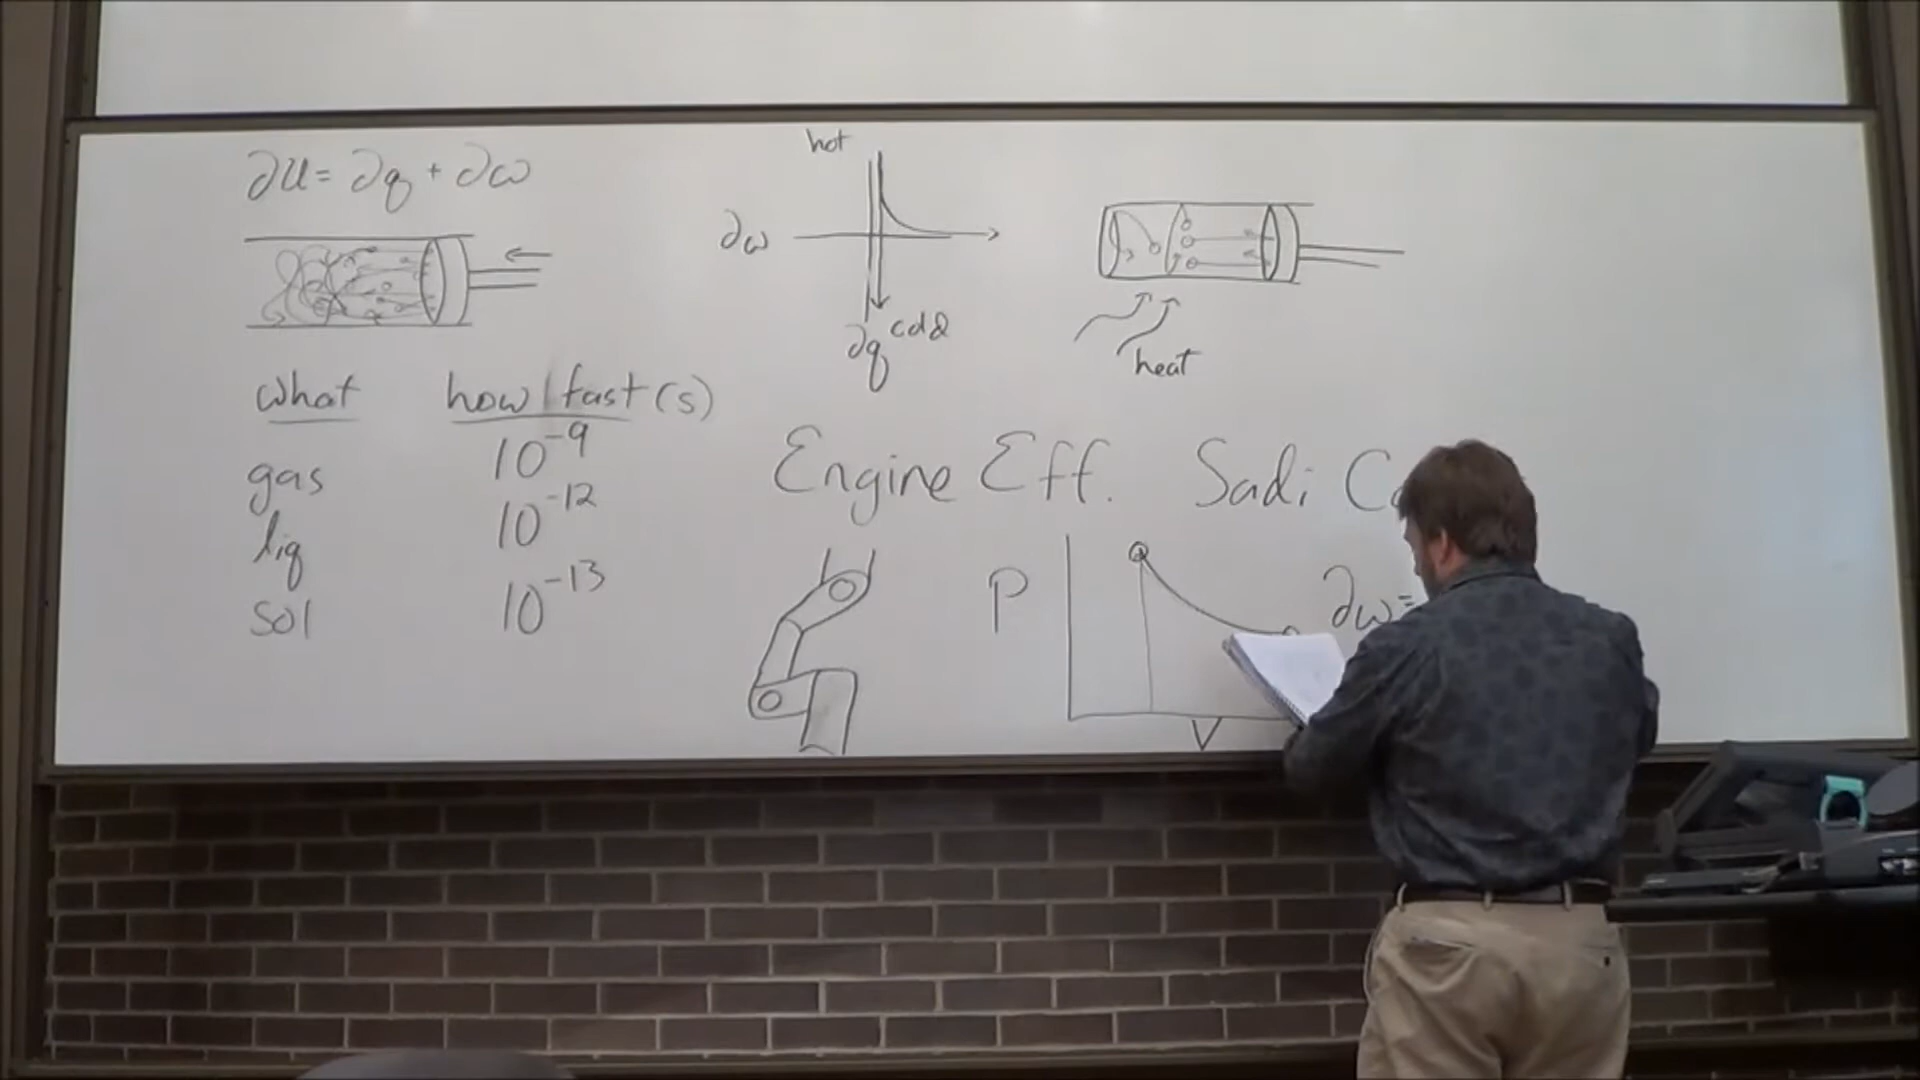 ∂U = ∂q + ∂w
what how fast (s)
gas 10^-9
liq 10^-12
sol 10^-13
hot
∂w
∂q cold
heat
Engine Eff. Sadi
P
V
∂w=